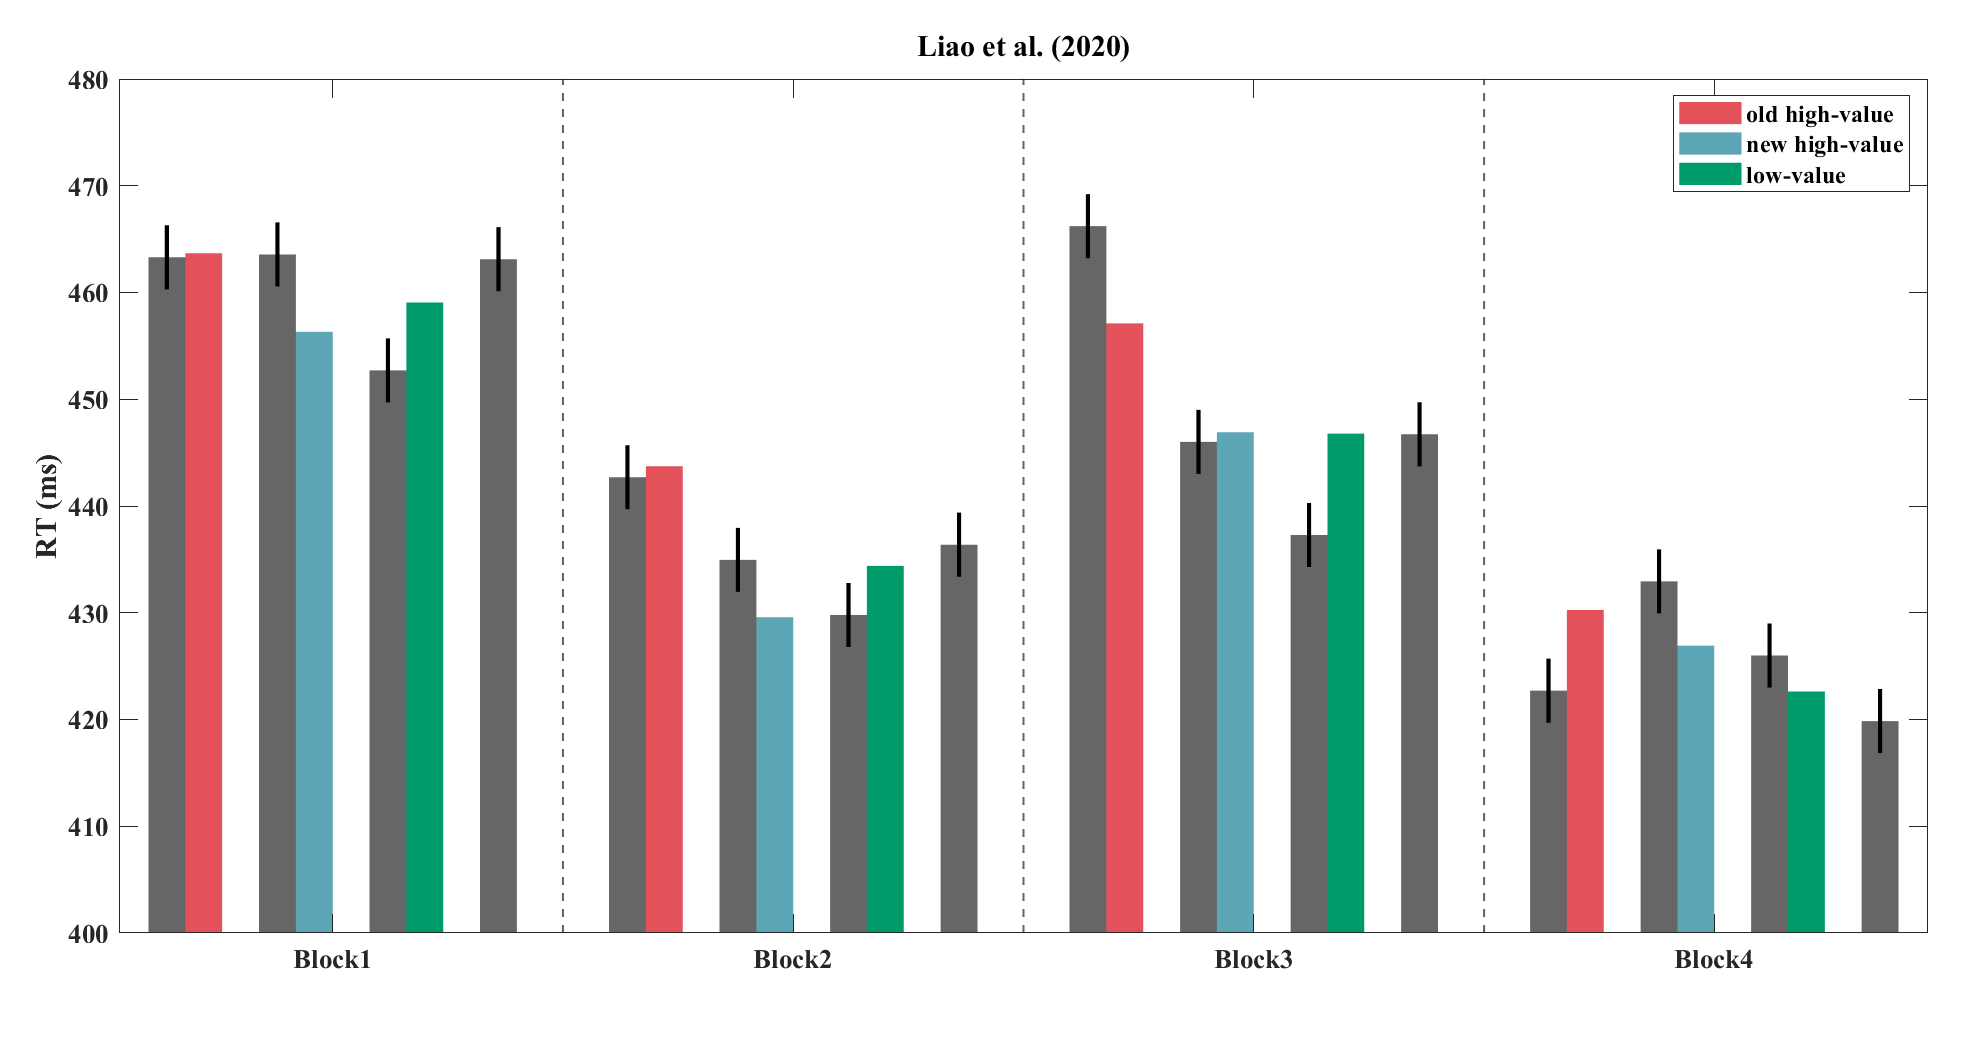 Liao et al. (2020)
480
470
460
450
440
430
420
410
400
RT (ms)
old high-value
new high-value
low-value
Block1
Block2
Block3
Block4